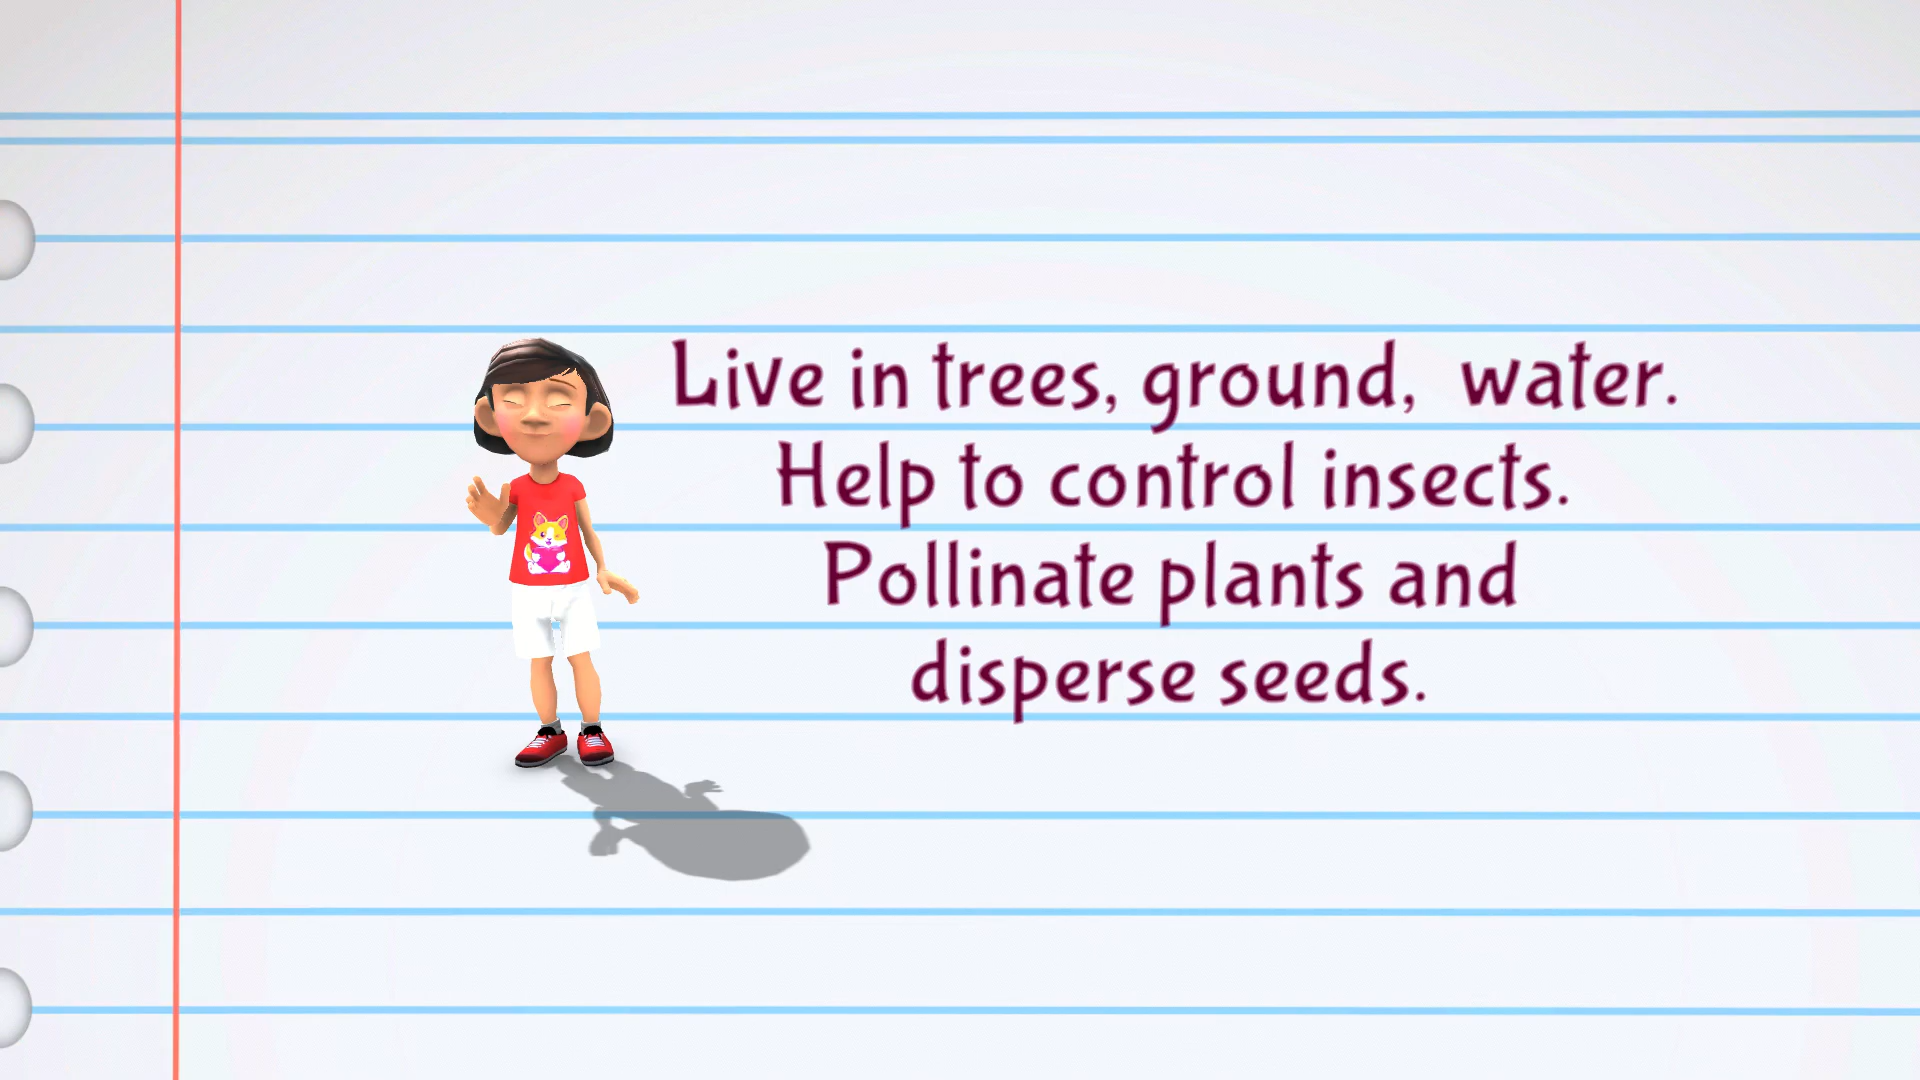 Live in trees, ground,  water.
Help to control insects.
Pollinate plants and
disperse seeds.